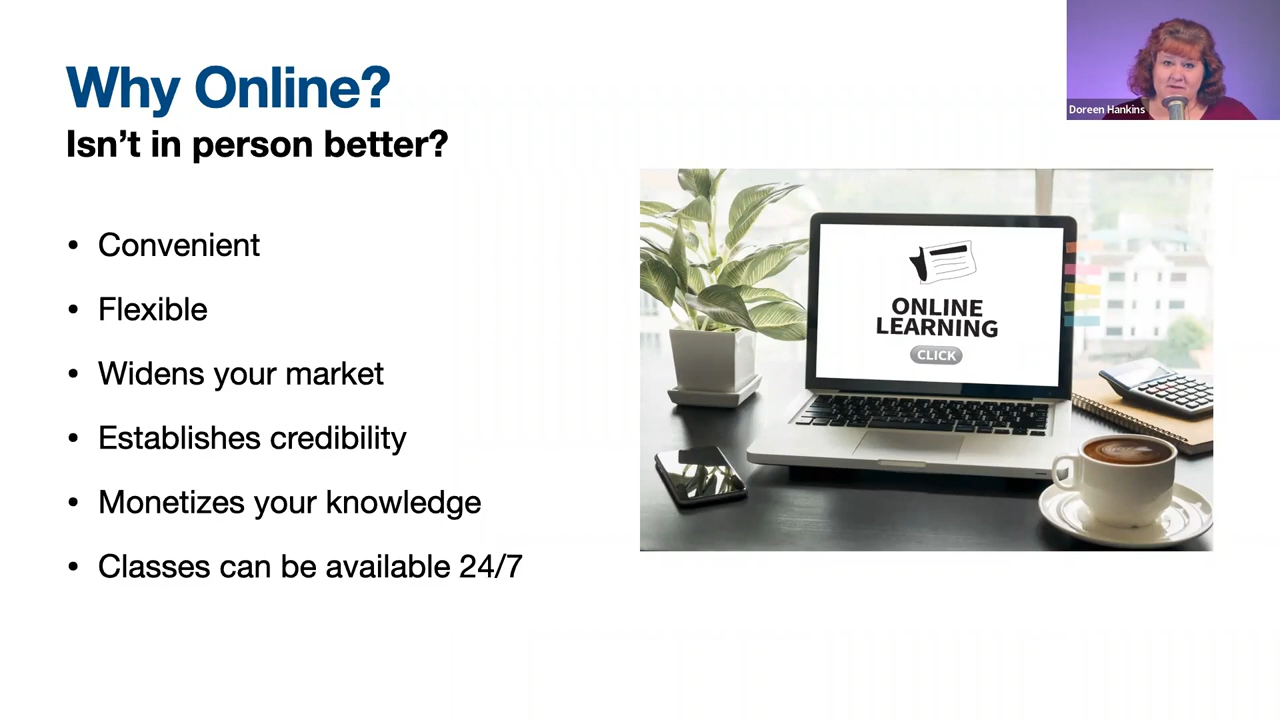 Why Online?
Isn’t in person better?
• Convenient
• Flexible
• Widens your market
• Establishes credibility
• Monetizes your knowledge
• Classes can be available 24/7
ONLINE
LEARNING
CLICK
Doreen Hankins